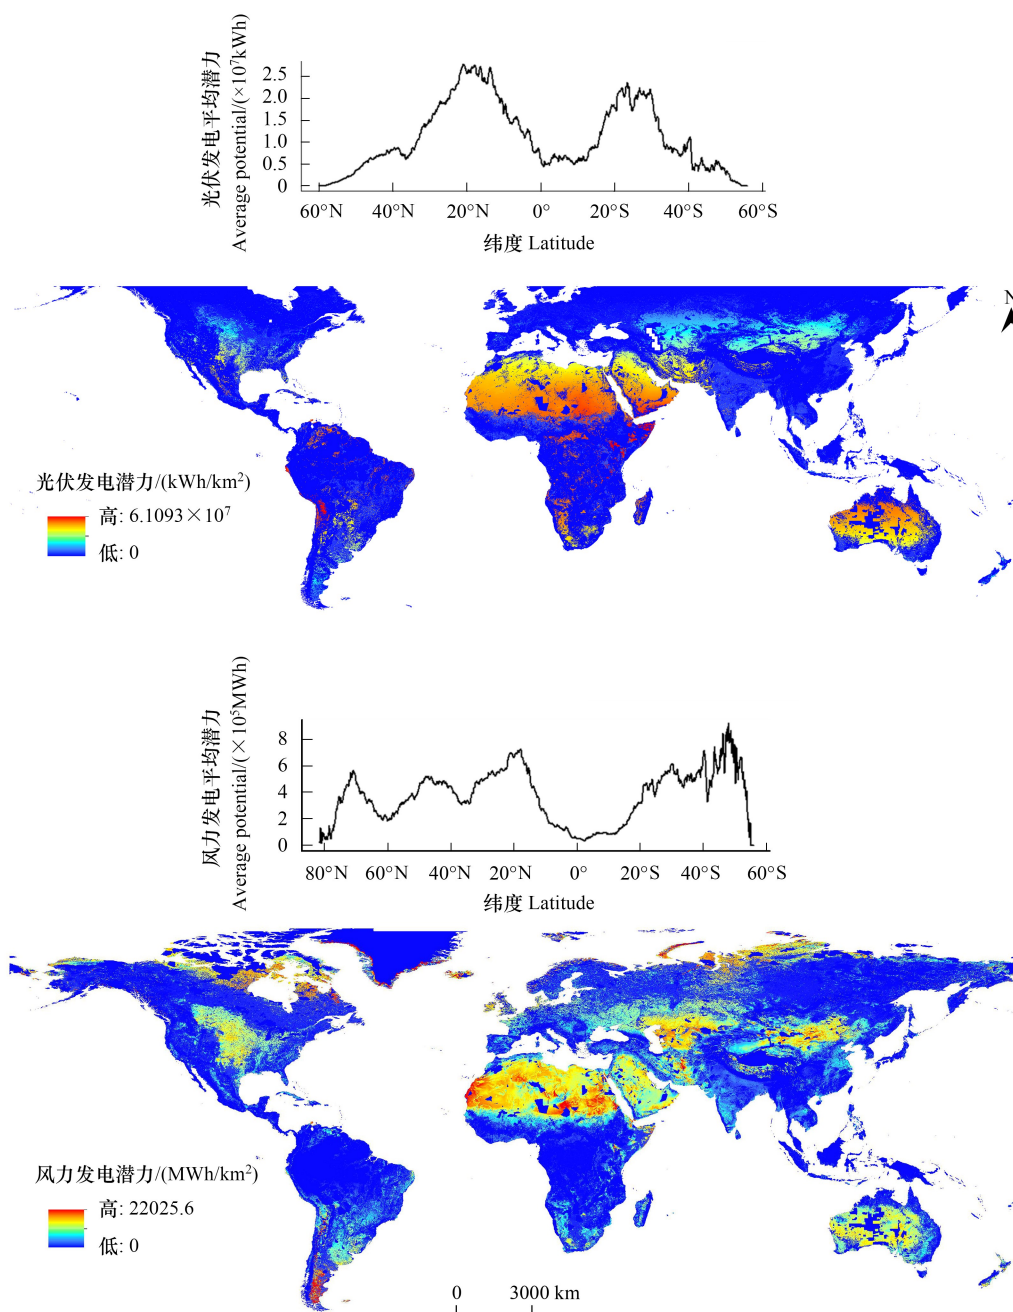 光伏发电平均潜力
Average potential/(×10⁷kWh)
2.5
2.0
1.5
1.0
0.5
0
60°N 40°N 20°N 0° 20°S 40°S 60°S
纬度 Latitude
N
光伏发电潜力/(kWh/km²)
高: 6.1093×10⁷
低: 0
风力发电平均潜力
Average potential/(×10⁵MWh)
8
6
4
2
0
80°N 60°N 40°N 20°N 0° 20°S 40°S 60°S
纬度 Latitude
风力发电潜力/(MWh/km²)
高: 22025.6
低: 0
0 3000 km